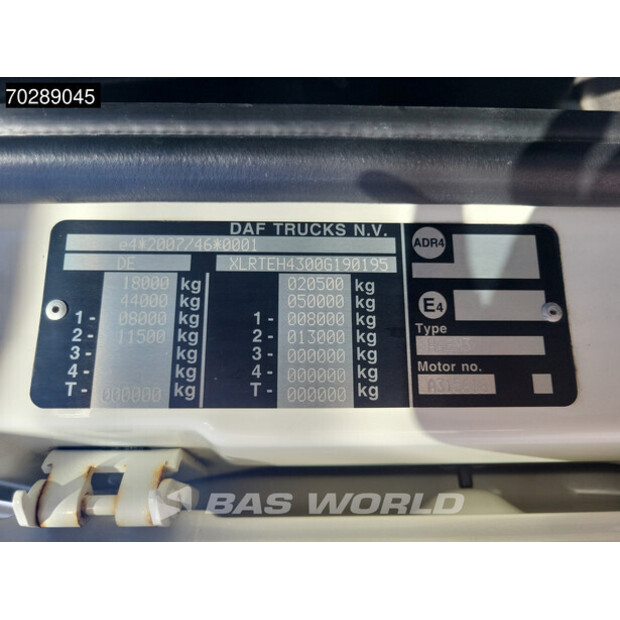 70289045
DAF TRUCKS N.V.
e4*2007/46*0001
DE XLRTEH4300G190195
18000 kg 020500 kg
44000 kg 050000 kg
1- 08000 kg 1- 008000 kg
2- 11500 kg 2- 013000 kg
3- kg 3- 000000 kg
4- kg 4- 000000 kg
T- 000000 kg T- 000000 kg
ADR4
E4
Type
Motor no.
BAS WORLD